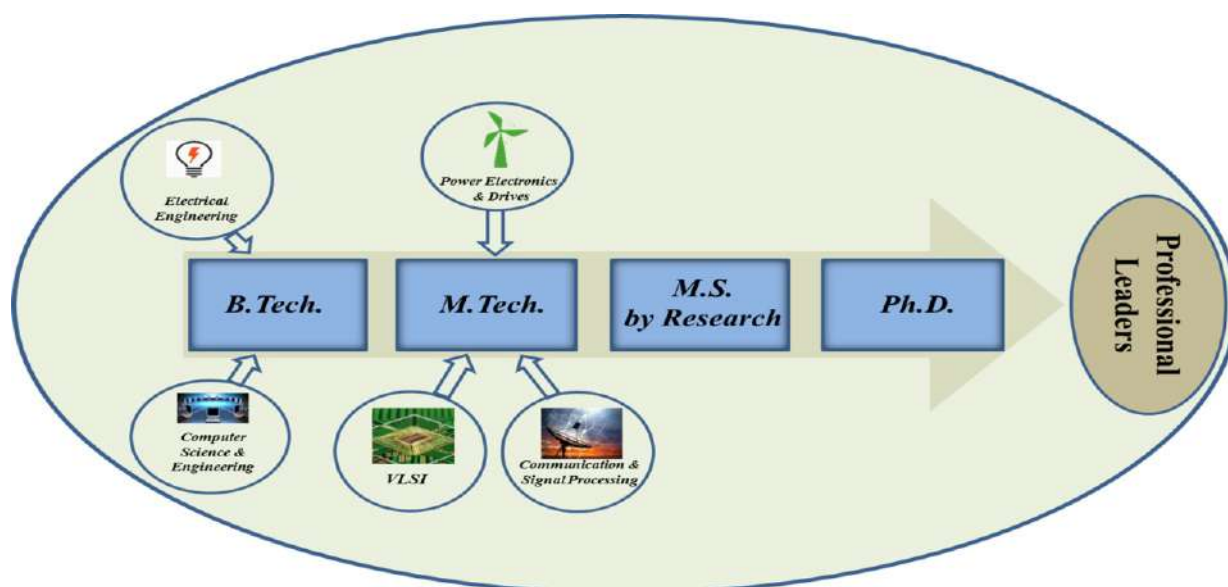 Electrical
Engineering
Power Electronics
& Drives
B.Tech.
M.Tech.
M.S.
by Research
Ph.D.
Professional
Leaders
Computer
Science &
Engineering
VLSI
Communication &
Signal Processing